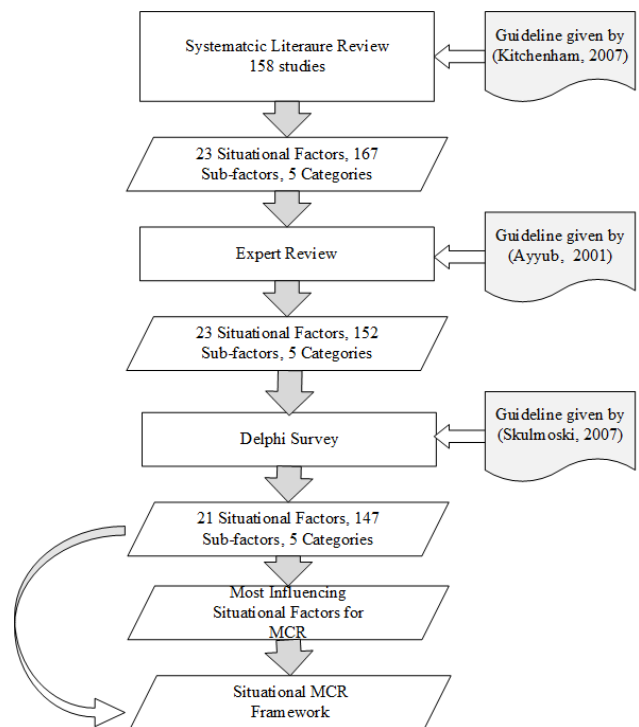 Systematcic Literaure Review
158 studies
Guideline given by
(Kitchenham, 2007)
23 Situational Factors, 167
Sub-factors, 5 Categories
Expert Review
Guideline given by
(Ayyub, 2001)
23 Situational Factors, 152
Sub-factors, 5 Categories
Delphi Survey
Guideline given by
(Skulmoski, 2007)
21 Situational Factors, 147
Sub-factors, 5 Categories
Most Influencing
Situational Factors for
MCR
Situational MCR
Framework